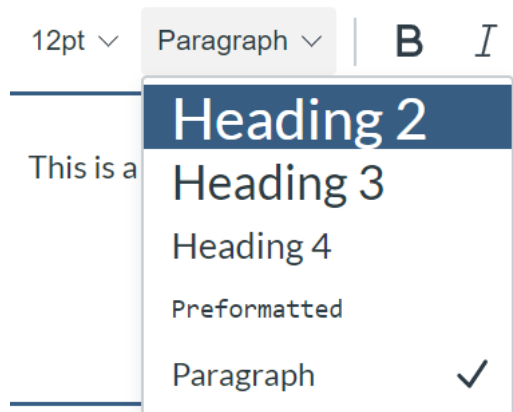 12pt Paragraph B I
Heading 2
This is a
Heading 3
Heading 4
Preformatted
Paragraph